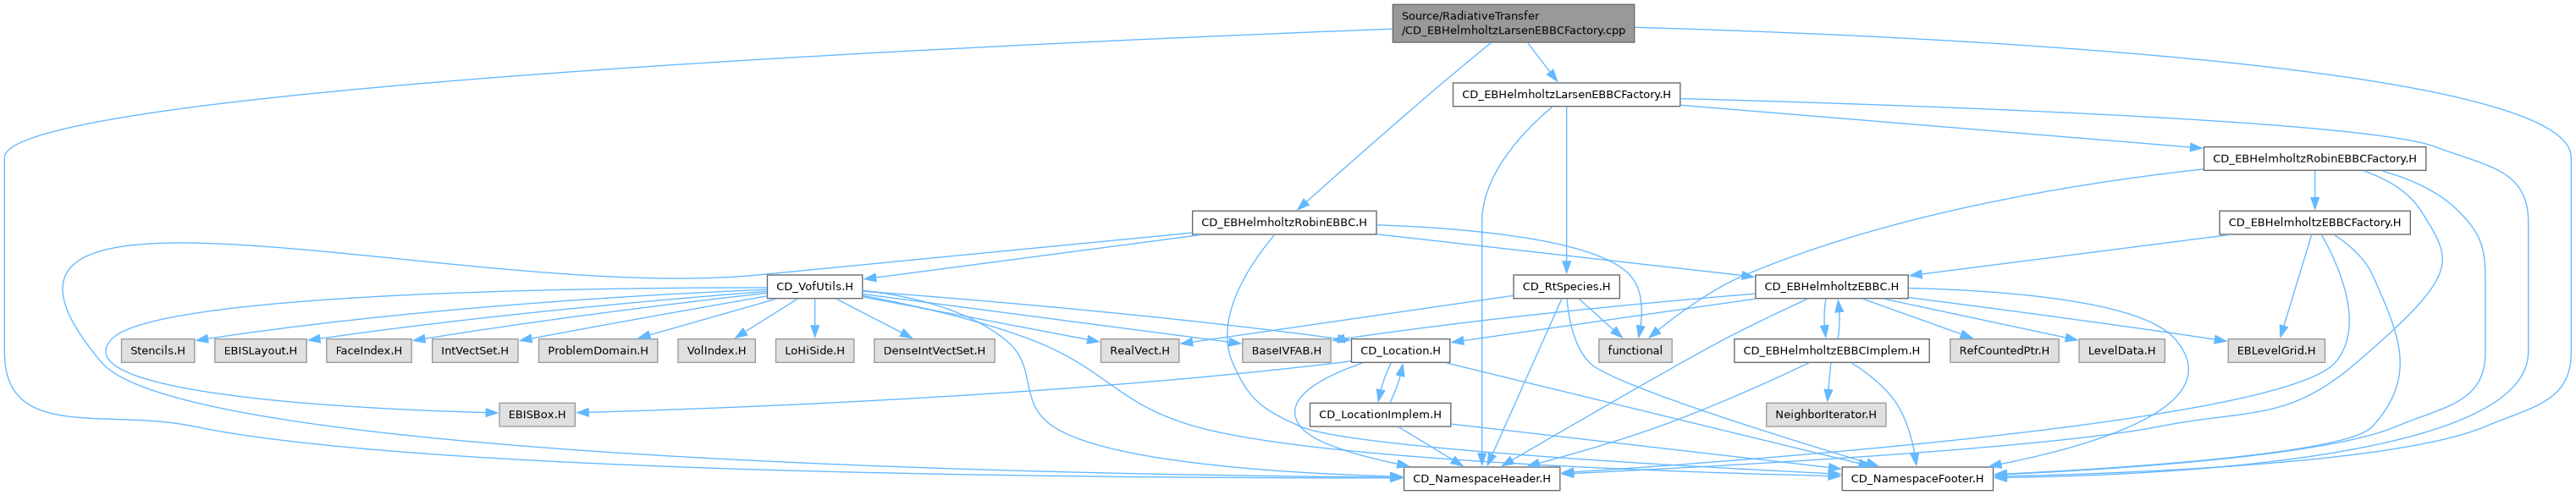 Source/RadiativeTransfer
/CD_EBHelmholtzLarsenEBBCFactory.cpp
CD_EBHelmholtzLarsenEBBCFactory.H
CD_EBHelmholtzRobinEBBCFactory.H
CD_EBHelmholtzRobinEBBC.H
CD_EBHelmholtzEBBCFactory.H
CD_VofUtils.H
CD_RtSpecies.H
CD_EBHelmholtzEBBC.H
Stencils.H
EBISLayout.H
FaceIndex.H
IntVectSet.H
ProblemDomain.H
VolIndex.H
LoHiSide.H
DenseIntVectSet.H
RealVect.H
BaseIVFAB.H
CD_Location.H
functional
CD_EBHelmholtzEBBCImplem.H
RefCountedPtr.H
LevelData.H
EBLevelGrid.H
EBISBox.H
CD_LocationImplem.H
NeighborIterator.H
CD_NamespaceHeader.H
CD_NamespaceFooter.H